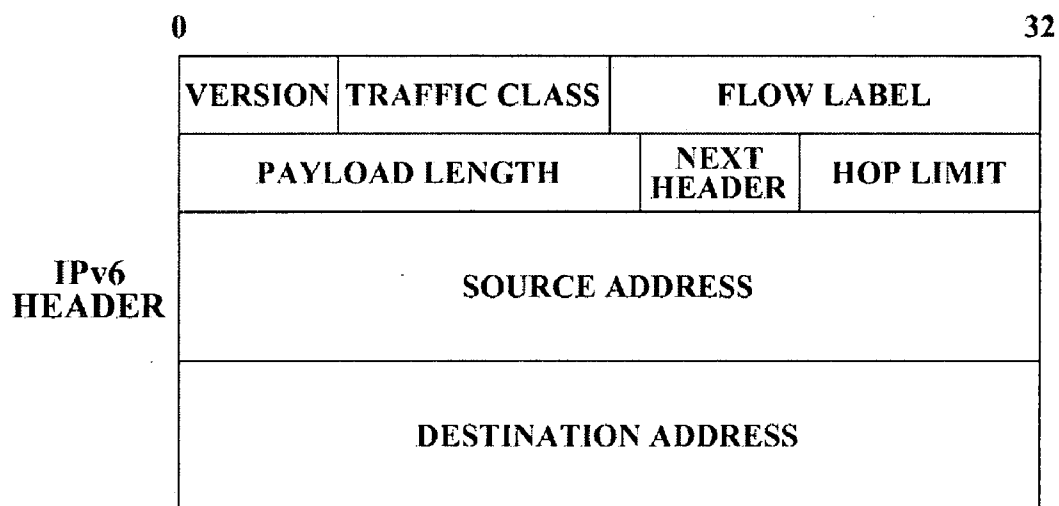 0
32
VERSION
TRAFFIC CLASS
FLOW LABEL
PAYLOAD LENGTH
NEXT
HEADER
HOP LIMIT
IPv6
HEADER
SOURCE ADDRESS
DESTINATION ADDRESS